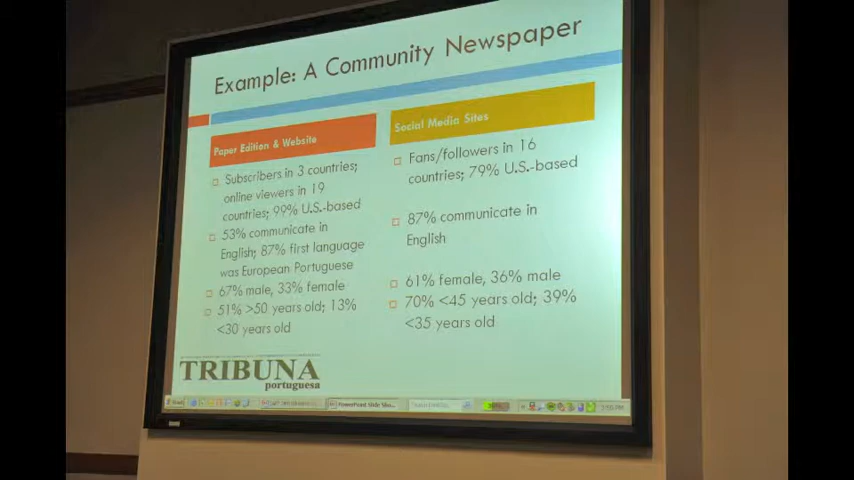 Example: A Community Newspaper
Paper Edition & Website
Subscribers in 3 countries;
online viewers in 19
countries; 99% U.S.-based
53% communicate in
English; 87% first language
was European Portuguese
67% male, 33% female
51% >50 years old; 13%
<30 years old
Social Media Sites
Fans/followers in 16
countries; 79% U.S.-based
87% communicate in
English
61% female, 36% male
70% <45 years old; 39%
<35 years old
TRIBUNA
portuguesa